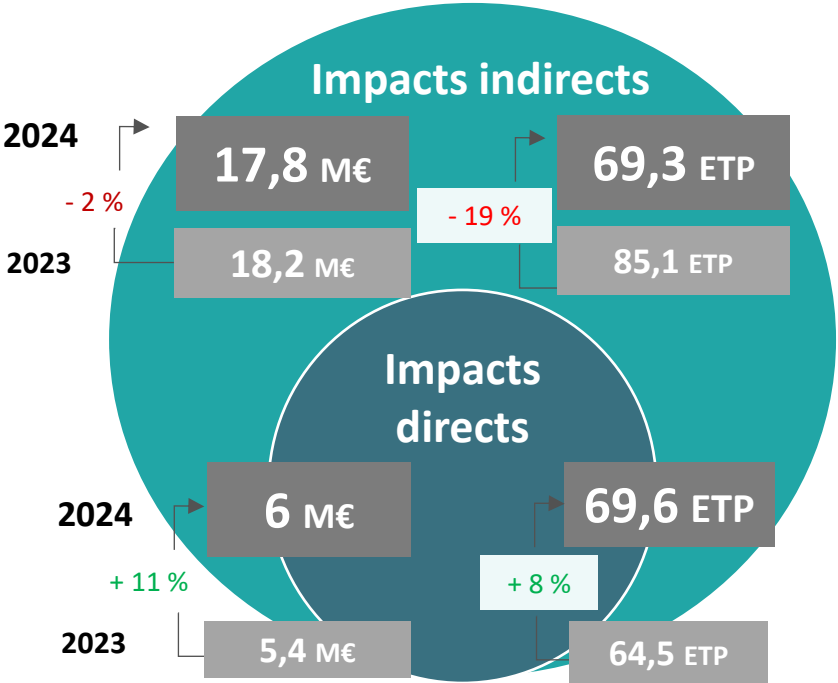 Impacts indirects
2024
17,8 M€
69,3 ETP
- 2 %
- 19 %
2023
18,2 M€
85,1 ETP
Impacts
directs
2024
6 M€
69,6 ETP
+ 11 %
+ 8 %
2023
5,4 M€
64,5 ETP